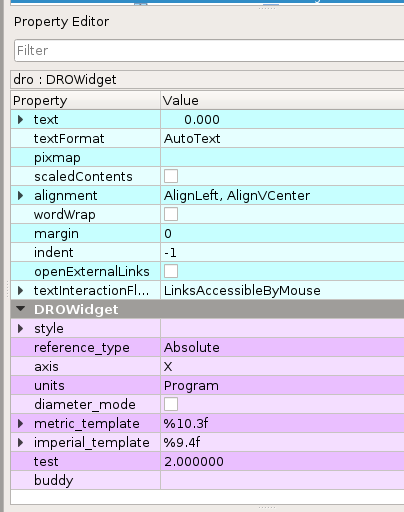 Property Editor
Filter
dro : DROWidget
Property Value
text 0.000
textFormat AutoText
pixmap
scaledContents
alignment AlignLeft, AlignVCenter
wordWrap
margin 0
indent -1
openExternalLinks
textInteractionFl... LinksAccessibleByMouse
DROWidget
style
reference_type Absolute
axis X
units Program
diameter_mode
metric_template %10.3f
imperial_template %9.4f
test 2.000000
buddy